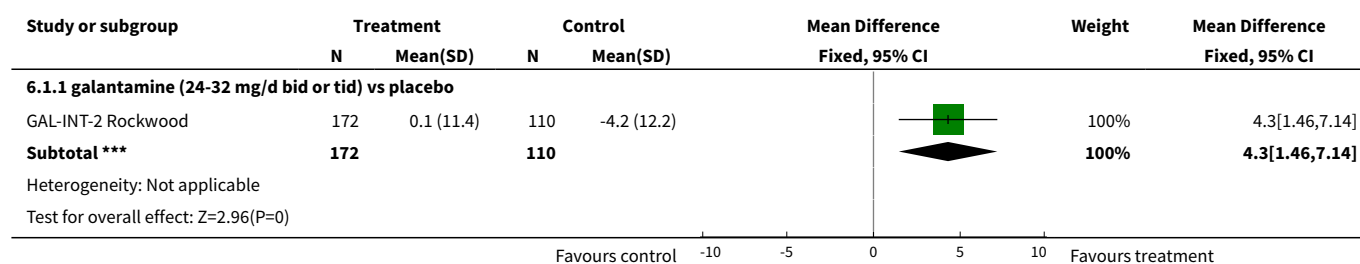 Study or subgroup Treatment Control Mean Difference Weight Mean Difference
N Mean(SD) N Mean(SD) Fixed, 95% CI Fixed, 95% CI
6.1.1 galantamine (24-32 mg/d bid or tid) vs placebo
GAL-INT-2 Rockwood 172 0.1 (11.4) 110 -4.2 (12.2) 100% 4.3[1.46,7.14]
Subtotal *** 172 110 100% 4.3[1.46,7.14]
Heterogeneity: Not applicable
Test for overall effect: Z=2.96(P=0)
Favours control -10 -5 0 5 10 Favours treatment